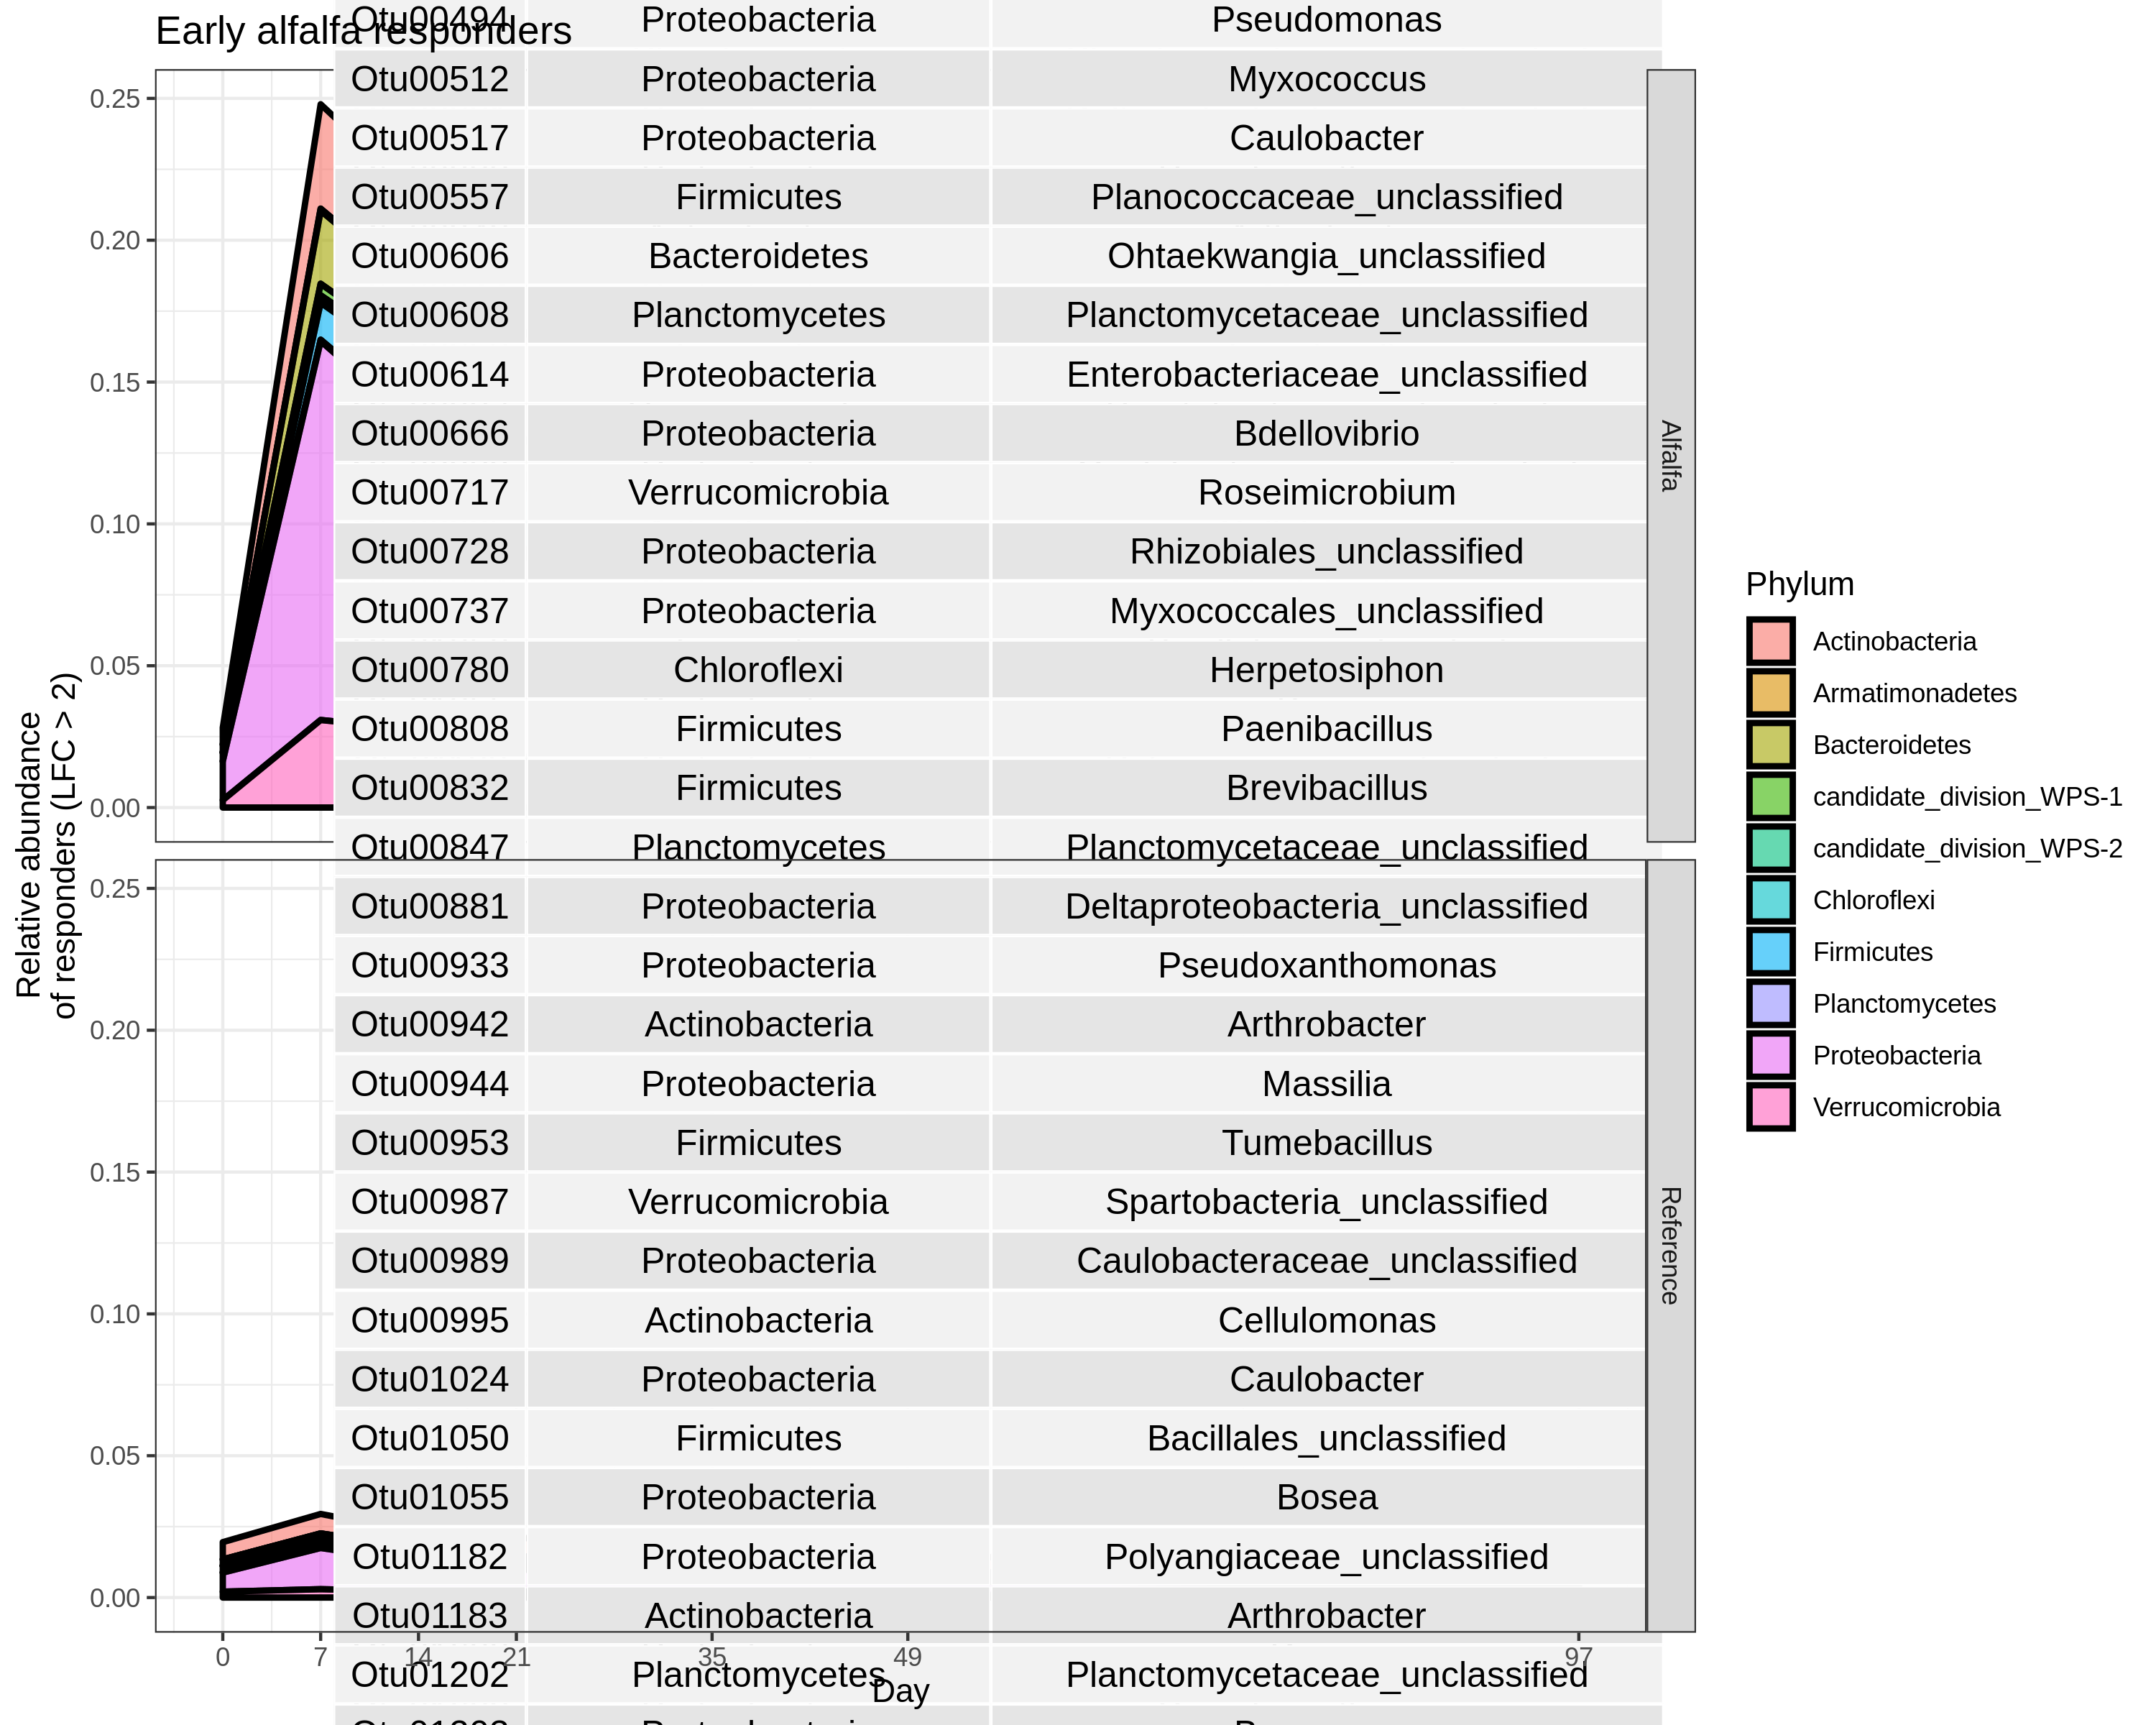 Early alfalfa responders
Otu00494 Proteobacteria Pseudomonas
Otu00512 Proteobacteria Myxococcus
Otu00517 Proteobacteria Caulobacter
Otu00557 Firmicutes Planococcaceae_unclassified
Otu00606 Bacteroidetes Ohtaekwangia_unclassified
Otu00608 Planctomycetes Planctomycetaceae_unclassified
Otu00614 Proteobacteria Enterobacteriaceae_unclassified
Otu00666 Proteobacteria Bdellovibrio
Otu00717 Verrucomicrobia Roseimicrobium
Otu00728 Proteobacteria Rhizobiales_unclassified
Otu00737 Proteobacteria Myxococcales_unclassified
Otu00780 Chloroflexi Herpetosiphon
Otu00808 Firmicutes Paenibacillus
Otu00832 Firmicutes Brevibacillus
Otu00847 Planctomycetes Planctomycetaceae_unclassified
Otu00881 Proteobacteria Deltaproteobacteria_unclassified
Otu00933 Proteobacteria Pseudoxanthomonas
Otu00942 Actinobacteria Arthrobacter
Otu00944 Proteobacteria Massilia
Otu00953 Firmicutes Tumebacillus
Otu00987 Verrucomicrobia Spartobacteria_unclassified
Otu00989 Proteobacteria Caulobacteraceae_unclassified
Otu00995 Actinobacteria Cellulomonas
Otu01024 Proteobacteria Caulobacter
Otu01050 Firmicutes Bacillales_unclassified
Otu01055 Proteobacteria Bosea
Otu01182 Proteobacteria Polyangiaceae_unclassified
Otu01183 Actinobacteria Arthrobacter
Otu01202 Planctomycetes Planctomycetaceae_unclassified
0.25
0.20
0.15
0.10
0.05
0.00
0.25
0.20
0.15
0.10
0.05
0.00
Relative abundance
of responders (LFC > 2)
0 7 14 21 35 49 97
Day
Alfalfa
Reference
Phylum
Actinobacteria
Armatimonadetes
Bacteroidetes
candidate_division_WPS-1
candidate_division_WPS-2
Chloroflexi
Firmicutes
Planctomycetes
Proteobacteria
Verrucomicrobia